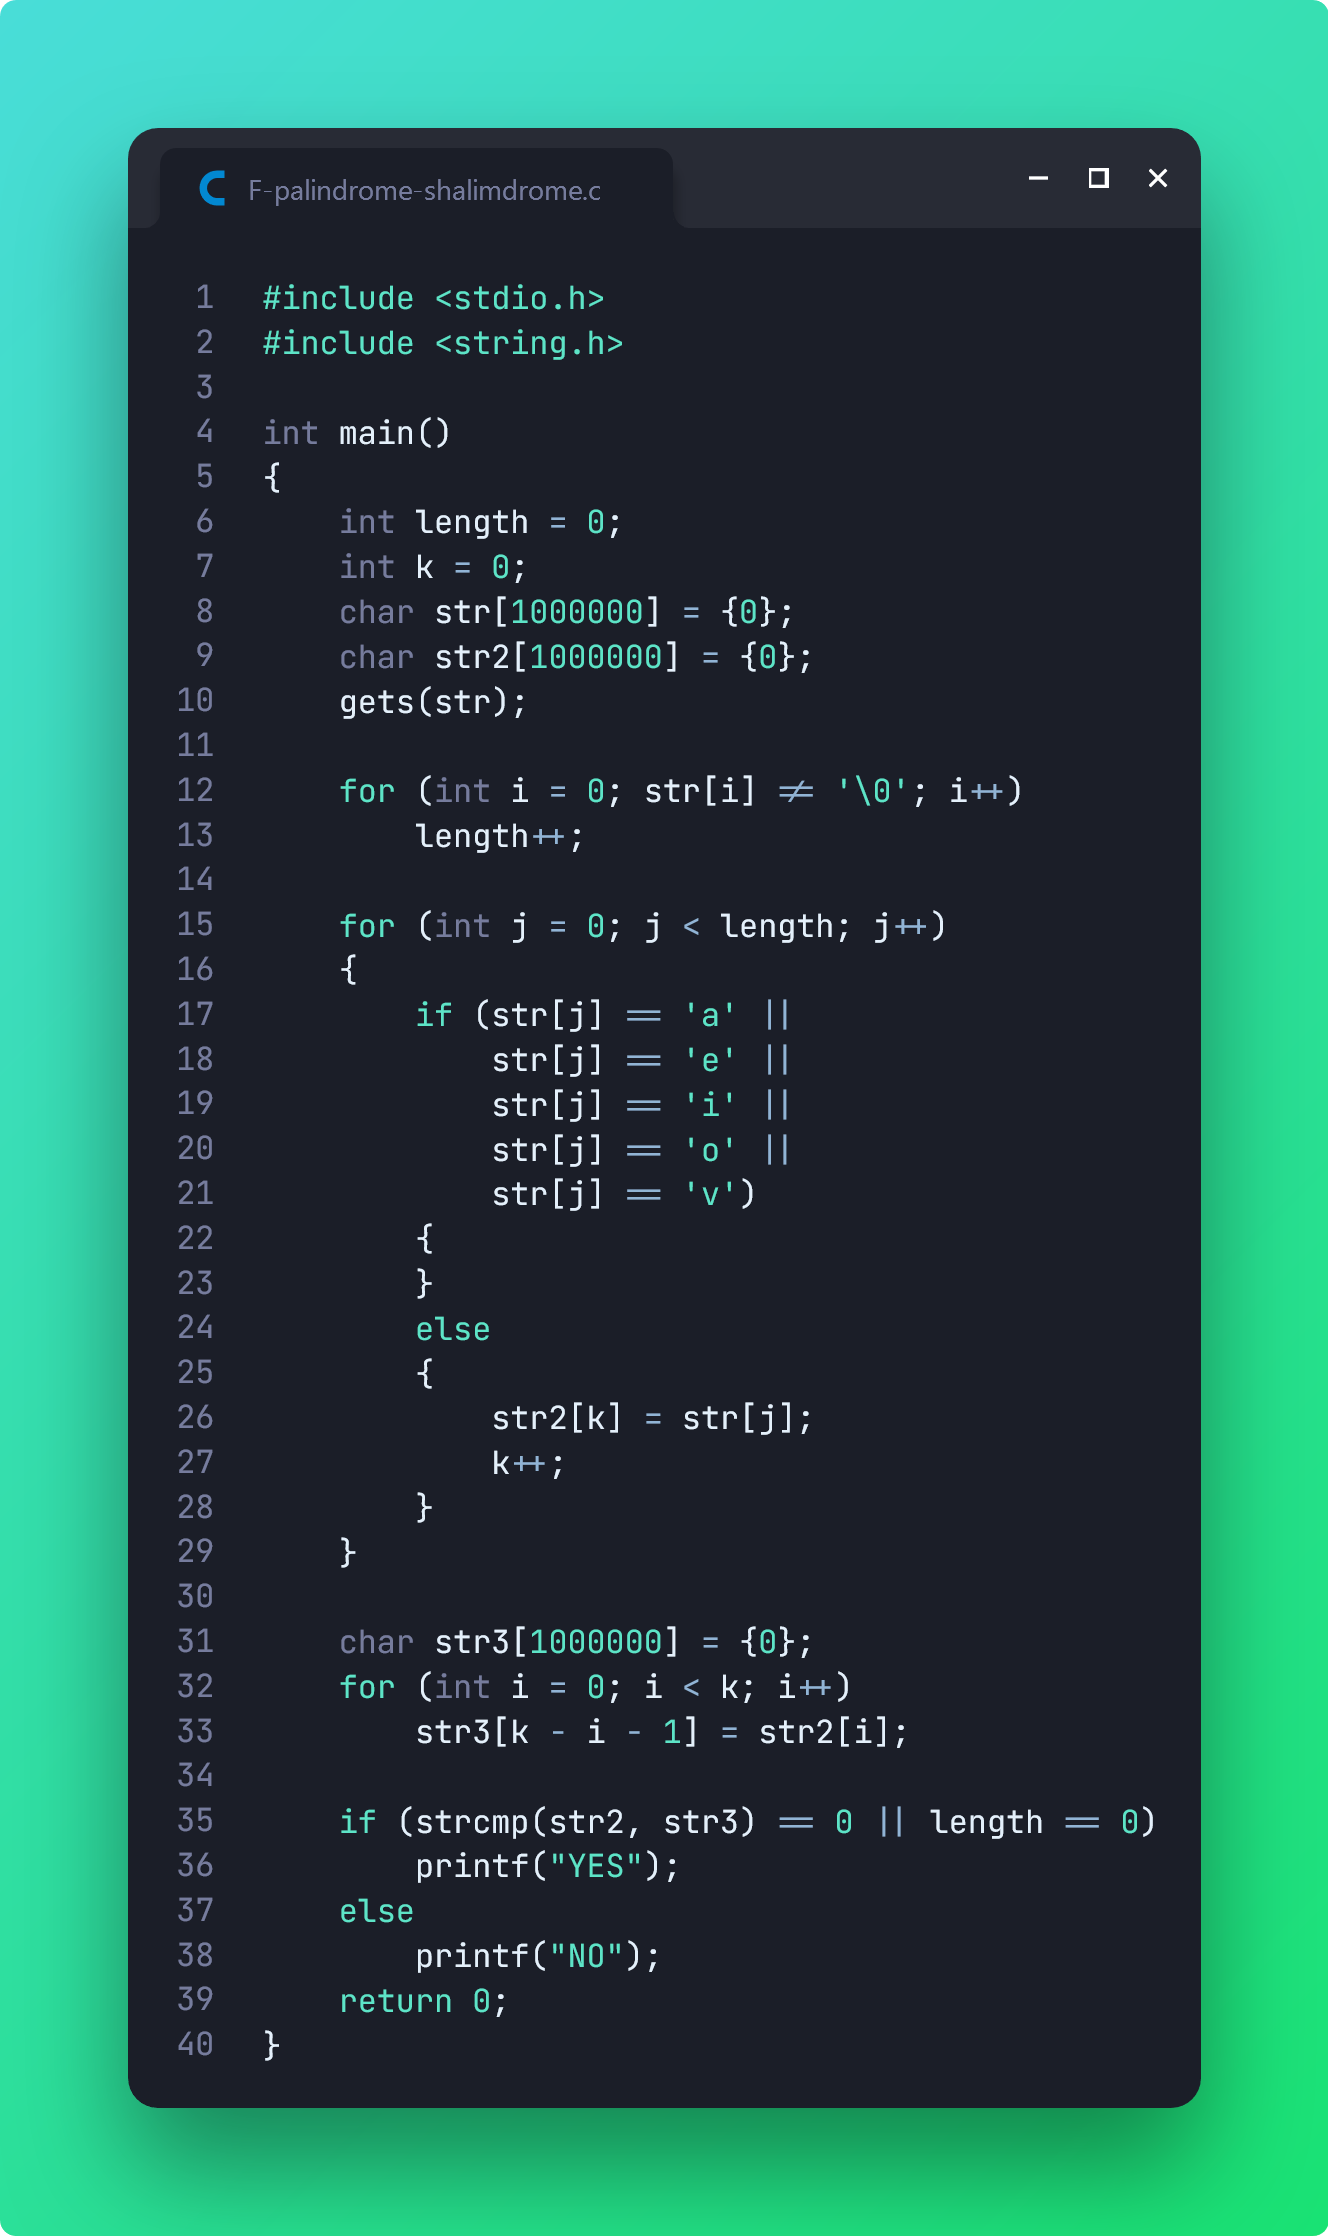 F-palindrome-shalimdrome.c
1 #include <stdio.h>
2 #include <string.h>
3
4 int main()
5 {
6     int length = 0;
7     int k = 0;
8     char str[1000000] = {0};
9     char str2[1000000] = {0};
10     gets(str);
11
12     for (int i = 0; str[i] != '\0'; i++)
13         length++;
14
15     for (int j = 0; j < length; j++)
16     {
17         if (str[j] == 'a' ||
18             str[j] == 'e' ||
19             str[j] == 'i' ||
20             str[j] == 'o' ||
21             str[j] == 'v')
22         {
23         }
24         else
25         {
26             str2[k] = str[j];
27             k++;
28         }
29     }
30
31     char str3[1000000] = {0};
32     for (int i = 0; i < k; i++)
33         str3[k - i - 1] = str2[i];
34
35     if (strcmp(str2, str3) == 0 || length == 0)
36         printf("YES");
37     else
38         printf("NO");
39     return 0;
40 }